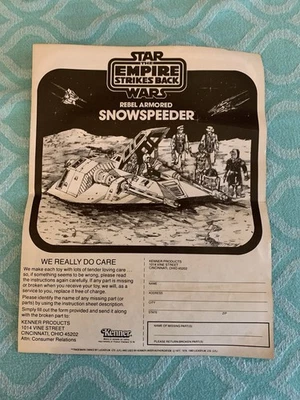 STAR
THE
EMPIRE
STRIKES BACK
WARS
REBEL ARMORED
SNOWSPEEDER
WE REALLY DO CARE
We make each toy with lots of tender loving care ...
so, if something seems to be wrong, please read
the instructions again carefully. If any part is missing
or broken when you receive your toy, we will, as a
service to you, replace it free of charge.
Please identify the name of any missing part (or
parts) by using the instruction sheet description.
Simply fill out the form provided and send it along
with the broken part to:
KENNER PRODUCTS
1014 VINE STREET
CINCINNATI, OHIO 45202
Attn: Consumer Relations
Kenner
KENNER PRODUCTS
1014 VINE STREET
CINCINNATI, OHIO 45202
NAME
ADDRESS
CITY
STATE
ZIP
NAME OF MISSING PART(S)
PLEASE RETURN BROKEN PART(S)